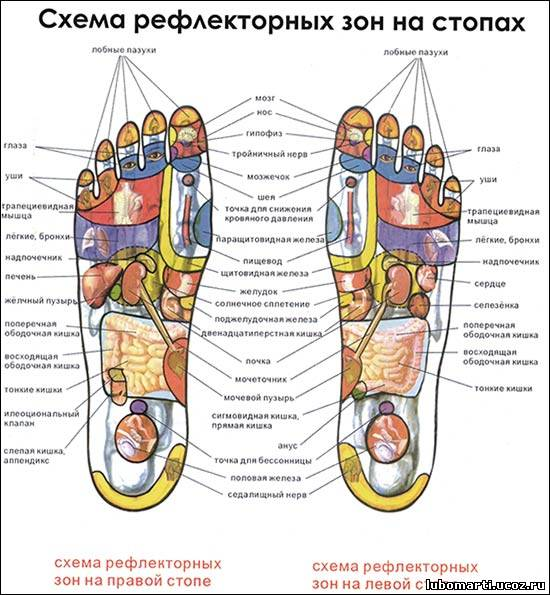 Схема рефлекторных зон на стопах
лобные пазухи
лобные пазухи
глаза
уши
трапециевидная
мышца
лёгкие, бронхи
надпочечник
печень
жёлчный пузырь
поперечная
ободочная кишка
восходящая
ободочная кишка
тонкие кишки
илеоциональный
клапан
слепая кишка,
аппендикс
мозг
нос
гипофиз
тройничный нерв
мозжечок
шея
точка для снижения
кровяного давления
паращитовидная железа
пищевод
щитовидная железа
желудок
солнечное сплетение
поджелудочная железа
двенадцатиперстная кишка
почка
мочеточник
мочевой пузырь
сигмовидная кишка,
прямая кишка
анус
точка для бессонницы
половая железа
седалищный нерв
глаза
уши
трапециевидная
мышца
лёгкие, бронхи
надпочечник
сердце
селезёнка
поперечная
ободочная кишка
восходящая
ободочная кишка
тонкие кишки
схема рефлекторных
зон на правой стопе
схема рефлекторных
зон на левой ст
lubomarti.ucoz.ru